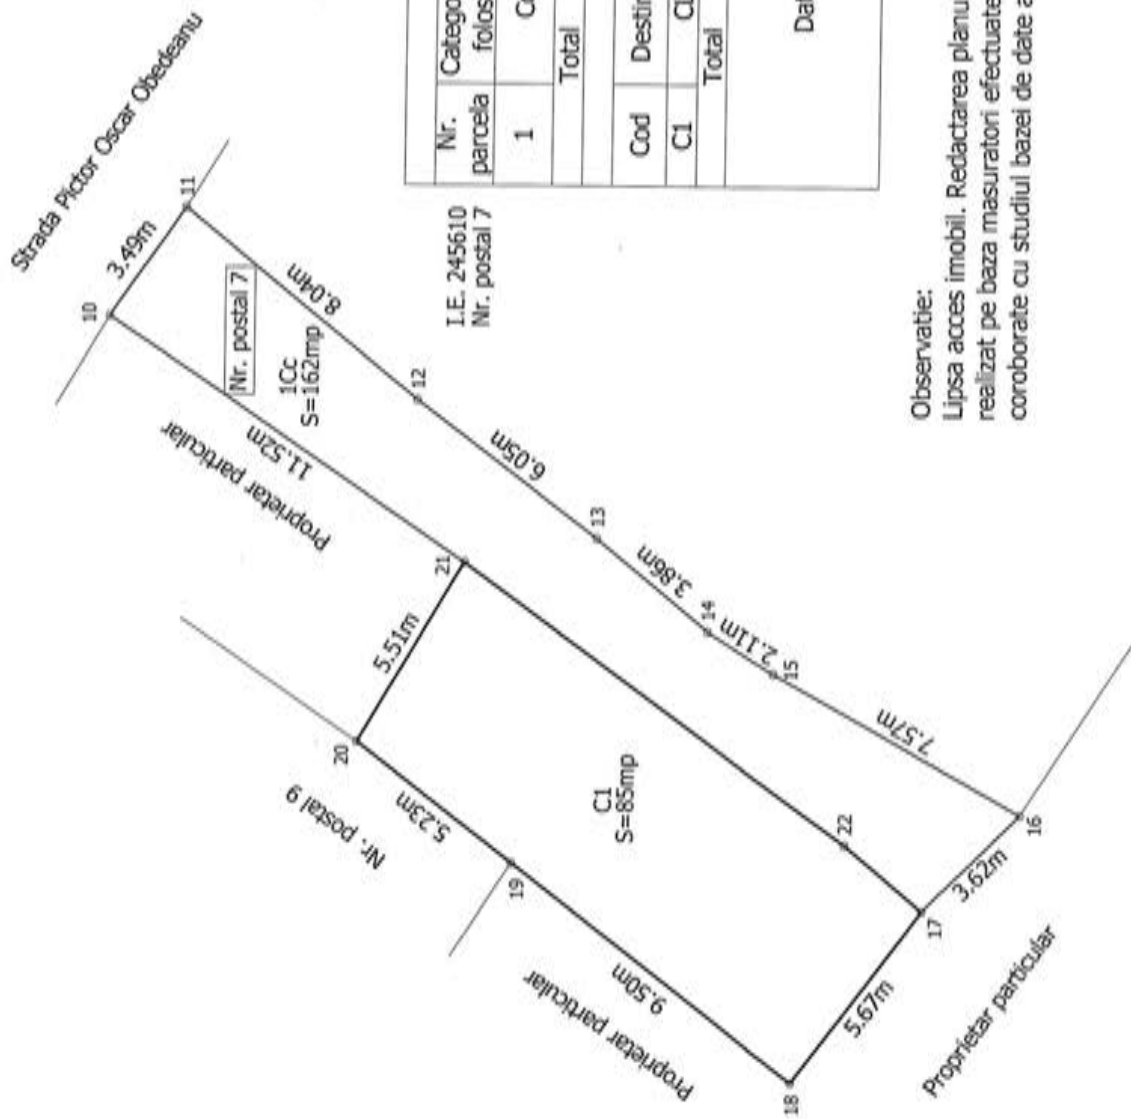 Strada Pictor Oscar Obedeanu
10
3.49m
11
Nr. postal 7
1Cc
S=162mp
8.04m
12
11.52m
Proprietar particular
6.05m
13
3.86m
14
2.11m
15
7.57m
16
21
5.51m
20
Nr. postal 9
5.23m
19
C1
S=85mp
22
3.62m
17
9.50m
Proprietar particular
5.67m
18
Proprietar particular
I.E. 245610
Nr. postal 7
Nr.
parcela
1
Total
Cod
C1
Total
Observatie:
Lipsa acces imobil. Redactarea
realizat pe baza masuratori efectuate
coroborate cu studiul bazei de date